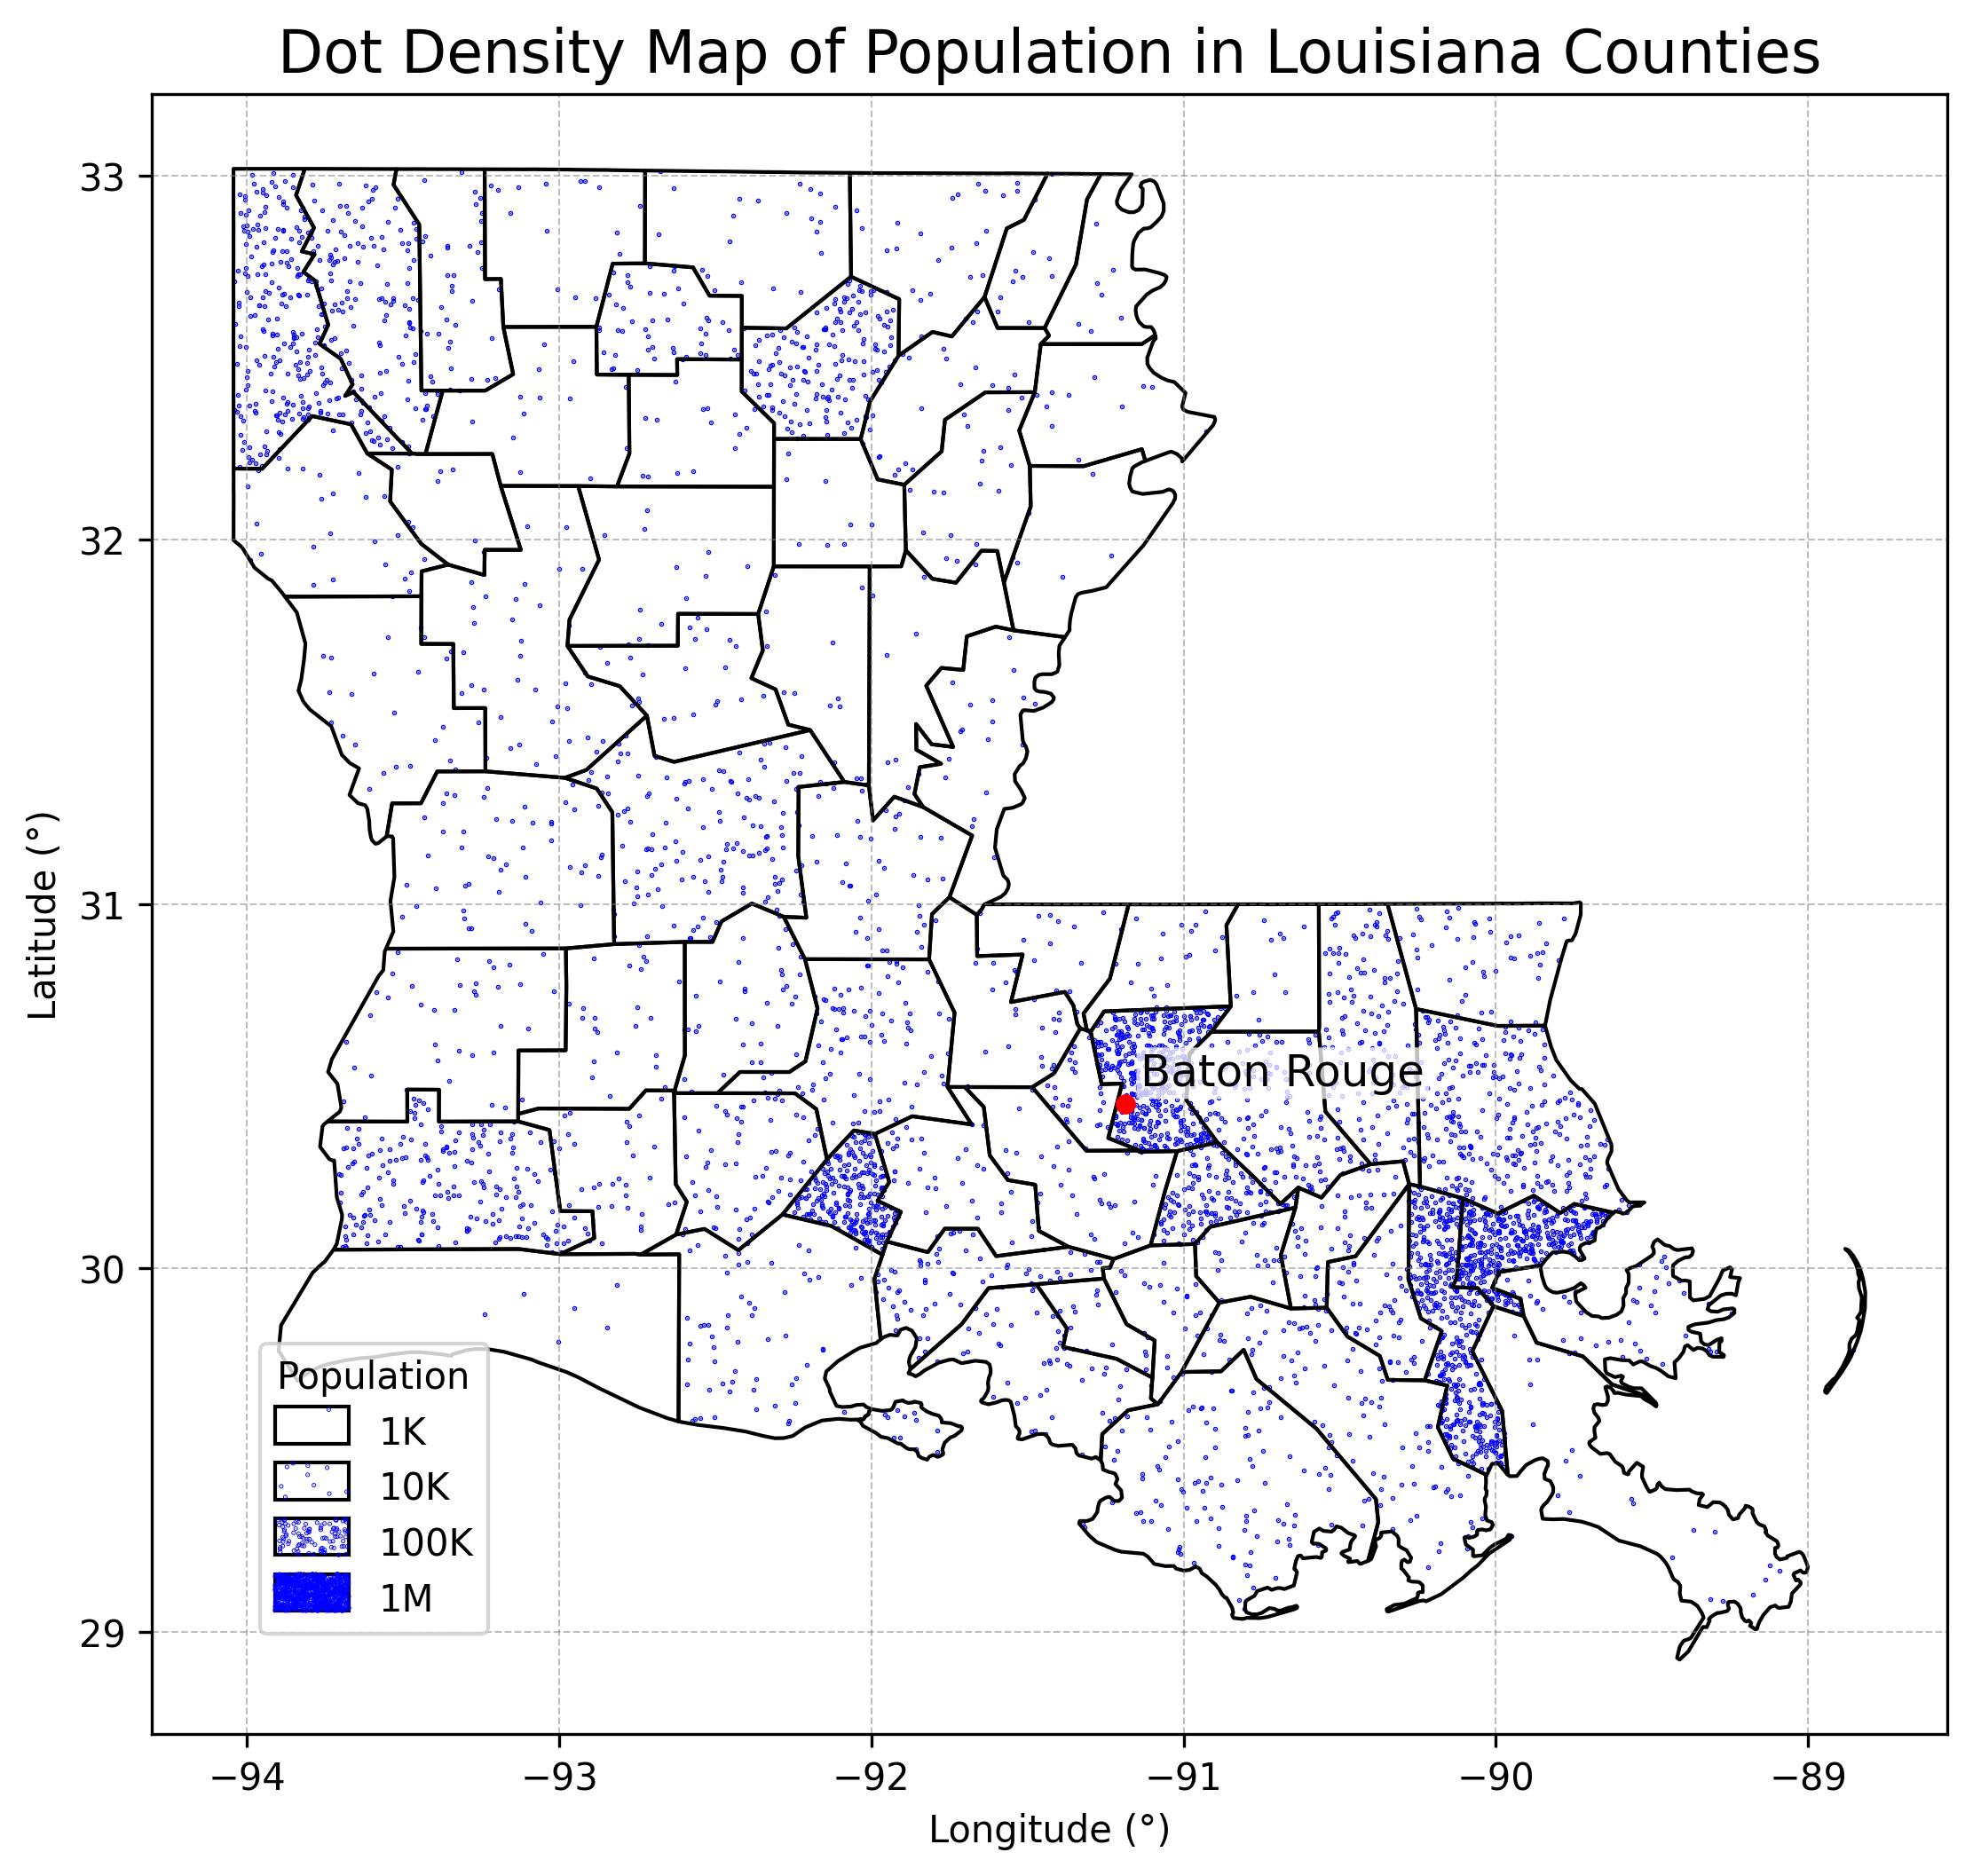 Dot Density Map of Population in Louisiana Counties
33
32
31
30
29
Latitude (°)
Baton Rouge
Population
1K
10K
100K
1M
−94
−93
−92
−91
−90
−89
Longitude (°)